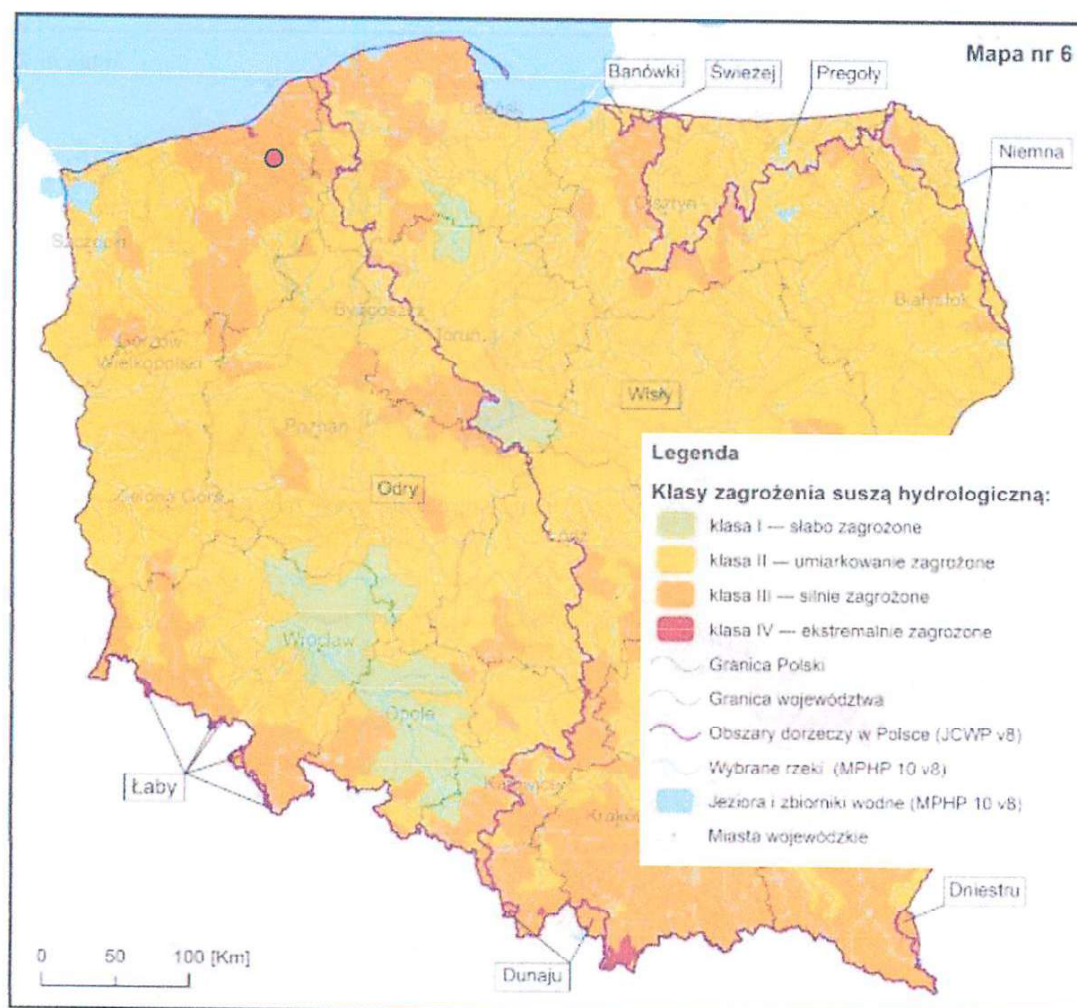 Mapa nr 6
Banówki
Świeżej
Pregoły
Niemna
Olsztyn
Szczecin
Białystok
Bydgoszcz
Toruń
Gorzów
Wielkopolski
Wisły
Poznań
Odry
Zielona Góra
Łódź
Wrocław
Opole
Katowice
Łaby
Dunaju
Dniestru
Legenda
Klasy zagrożenia suszą hydrologiczną:
klasa I — słabo zagrożone
klasa II — umiarkowanie zagrożone
klasa III — silnie zagrożone
klasa IV — ekstremalnie zagrożone
Granica Polski
Granica województwa
Obszary dorzeczy w Polsce (JCWP v8)
Wybrane rzeki (MPHP 10 v8)
Jeziora i zbiorniki wodne (MPHP 10 v8)
Miasta wojewódzkie
0 50 100 [Km]